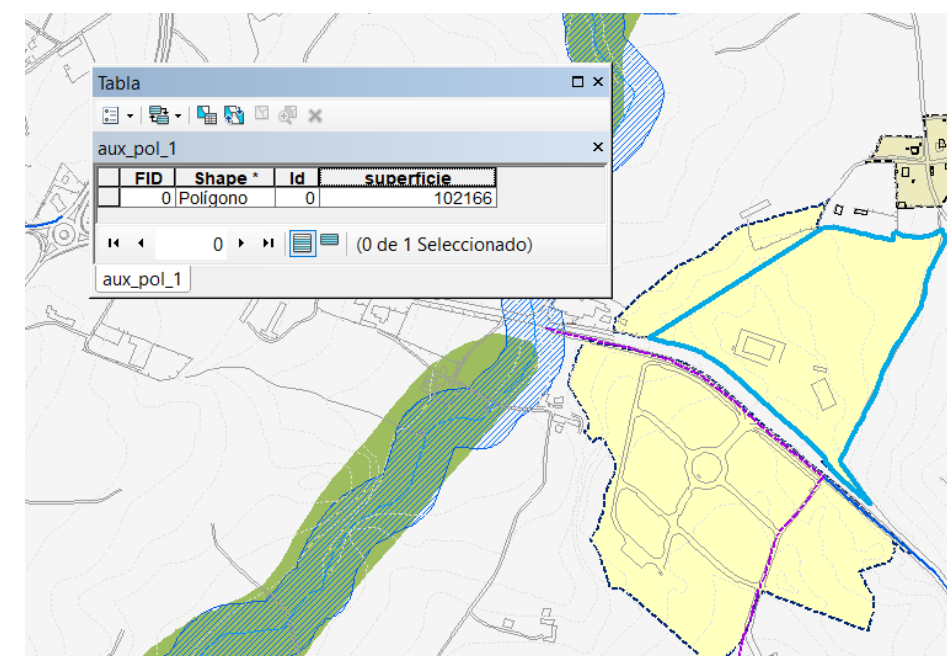 Tabla
aux_pol_1
FID Shape * Id superficie
0 Polígono 0 102166
0 (0 de 1 Seleccionado)
aux_pol_1